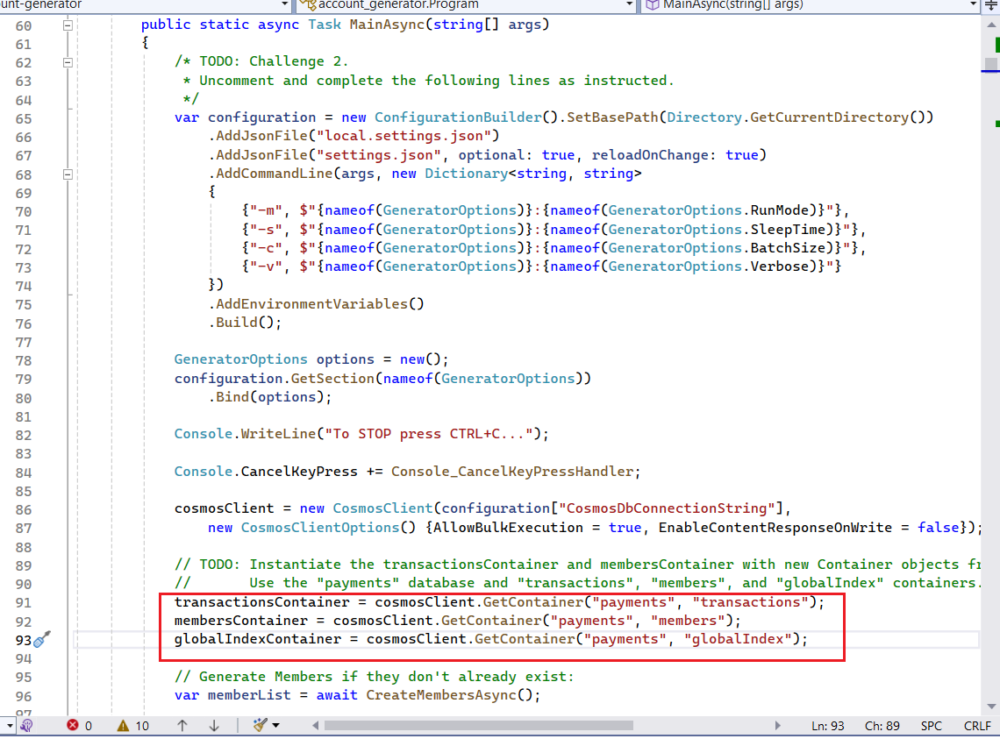 ount-generator account_generator.Program MainAsync(string[] args)
60 public static async Task MainAsync(string[] args)
61 {
62 /* TODO: Challenge 2.
63 * Uncomment and complete the following lines as instructed.
64 */
65 var configuration = new ConfigurationBuilder().SetBasePath(Directory.GetCurrentDirectory())
66 .AddJsonFile("local.settings.json")
67 .AddJsonFile("settings.json", optional: true, reloadOnChange: true)
68 .AddCommandLine(args, new Dictionary<string, string>
69 {
70 {"-m", $"{nameof(GeneratorOptions)}:{nameof(GeneratorOptions.RunMode)}"},
71 {"-s", $"{nameof(GeneratorOptions)}:{nameof(GeneratorOptions.SleepTime)}"},
72 {"-c", $"{nameof(GeneratorOptions)}:{nameof(GeneratorOptions.BatchSize)}"},
73 {"-v", $"{nameof(GeneratorOptions)}:{nameof(GeneratorOptions.Verbose)}"}
74 })
75 .AddEnvironmentVariables()
76 .Build();
77
78 GeneratorOptions options = new();
79 configuration.GetSection(nameof(GeneratorOptions))
80 .Bind(options);
81
82 Console.WriteLine("To STOP press CTRL+C...");
83
84 Console.CancelKeyPress += Console_CancelKeyPressHandler;
85
86 cosmosClient = new CosmosClient(configuration["CosmosDbConnectionString"],
87 new CosmosClientOptions() {AllowBulkExecution = true, EnableContentResponseOnWrite = false});
88
89 // TODO: Instantiate the transactionsContainer and membersContainer with new Container objects fr
90 // Use the "payments" database and "transactions", "members", and "globalIndex" containers.
91 transactionsContainer = cosmosClient.GetContainer("payments", "transactions");
92 membersContainer = cosmosClient.GetContainer("payments", "members");
93 globalIndexContainer = cosmosClient.GetContainer("payments", "globalIndex");
94
95 // Generate Members if they don't already exist:
96 var memberList = await CreateMembersAsync();
97
0 10 Ln: 93 Ch: 89 SPC CRLF